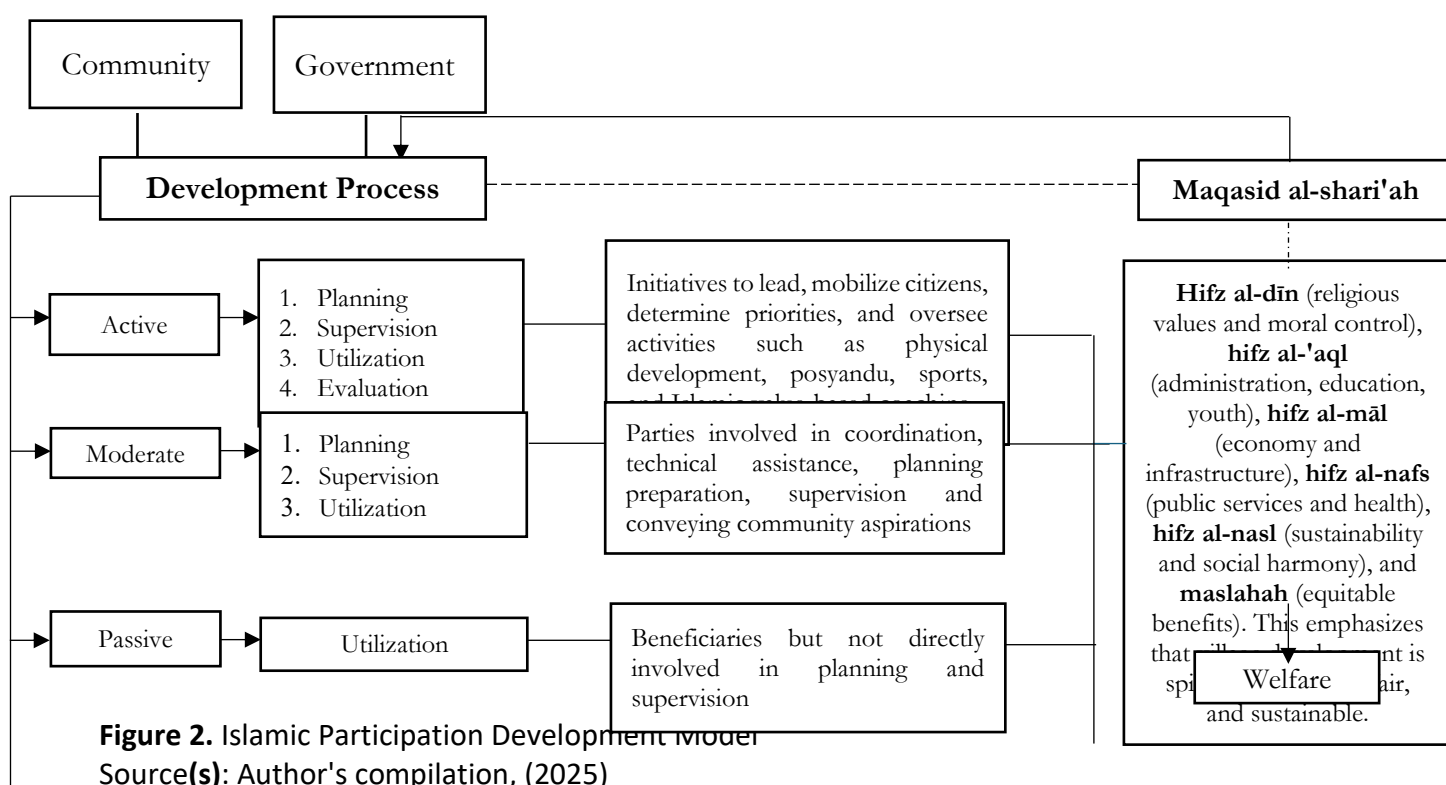 Community
Government
Development Process
Maqasid al-shari'ah
Active
1. Planning
2. Supervision
3. Utilization
4. Evaluation
Initiatives to lead, mobilize citizens,
determine priorities, and oversee
activities such as physical
development, posyandu, sports,
Moderate
1. Planning
2. Supervision
3. Utilization
Parties involved in coordination,
technical assistance, planning
preparation, supervision and
conveying community aspirations
Passive
Utilization
Beneficiaries but not directly
involved in planning and
supervision
Hifz al-dīn (religious
values and moral control),
hifz al-'aql
(administration, education,
youth), hifz al-māl
(economy and
infrastructure), hifz al-nafs
(public services and health),
hifz al-nasl (sustainability
and social harmony), and
maslahah (equitable
benefits). This emphasizes
that is
and sustainable.
Welfare
Figure 2. Islamic Participation Development Model
Source(s): Author's compilation, (2025)